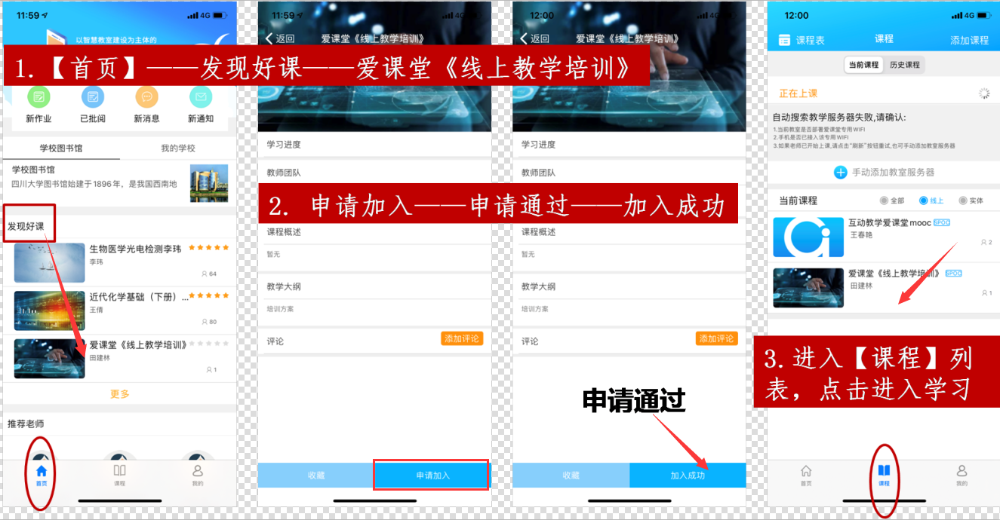 11:59
4G
以智慧教室建设为主体的
1.【首页】——发现好课——爱课堂《线上教学培训》
新作业
已批阅
新消息
新通知
学校图书馆
我的学校
学校图书馆
四川大学图书馆始建于1896年，是我国西南地
发现好课
生物医学光电检测李玮
李玮
64
近代化学基础（下册）...
王倩
80
爱课堂《线上教学培训》
田建林
1
更多
推荐老师
首页
课程
我的
11:59
4G
返回
爱课堂《线上教学培训》
学习进度
教师团队
2. 申请加入——申请通过——加入成功
课程概述
暂无
教学大纲
培训方案
评论
添加评论
收藏
申请加入
12:00
4G
返回
爱课堂《线上教学培训》
学习进度
教师团队
课程概述
暂无
教学大纲
培训方案
评论
添加评论
申请通过
收藏
加入成功
12:00
4G
课程表
课程
添加课程
当前课程
历史课程
正在上课
自动搜索教学服务器失败,请确认:
1.当前教室是否部署爱课堂专用WIFI
2.手机是否已接入该专用WIFI
3.如果老师已开始上课,请点击"刷新"按钮重试,也可手动添加教室服务器
手动添加教室服务器
当前课程
全部
线上
实体
互动教学爱课堂mooc SPOC
王春艳
2
爱课堂《线上教学培训》 SPOC
田建林
1
3.进入【课程】列
表，点击进入学习
首页
课程
我的